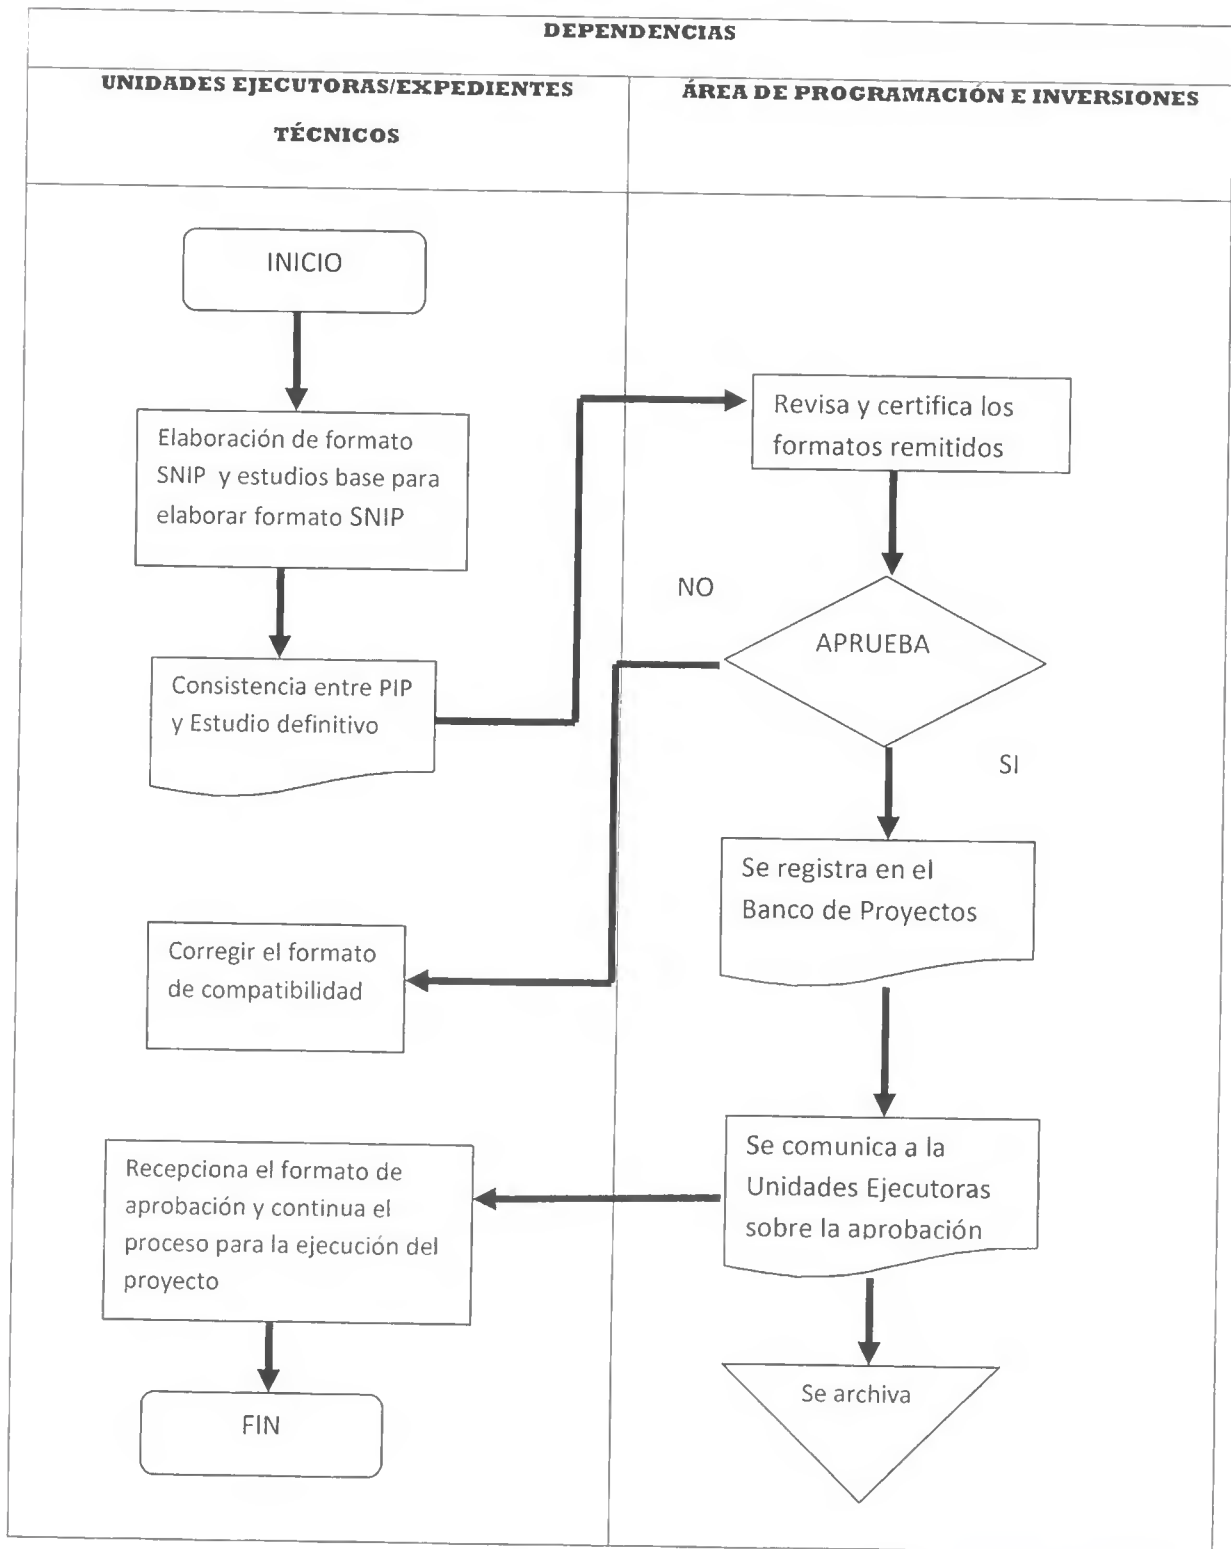 DEPENDENCIAS
UNIDADES EJECUTORAS/EXPEDIENTES
TÉCNICOS
ÁREA DE PROGRAMACIÓN E INVERSIONES
INICIO
Elaboración de formato
SNIP y estudios base para
elaborar formato SNIP
Consistencia entre PIP
y Estudio definitivo
Revisa y certifica los
formatos remitidos
NO
APRUEBA
SI
Se registra en el
Banco de Proyectos
Corregir el formato
de compatibilidad
Se comunica a la
Unidades Ejecutoras
sobre la aprobación
Recepciona el formato de
aprobación y continua el
proceso para la ejecución del
proyecto
FIN
Se archiva